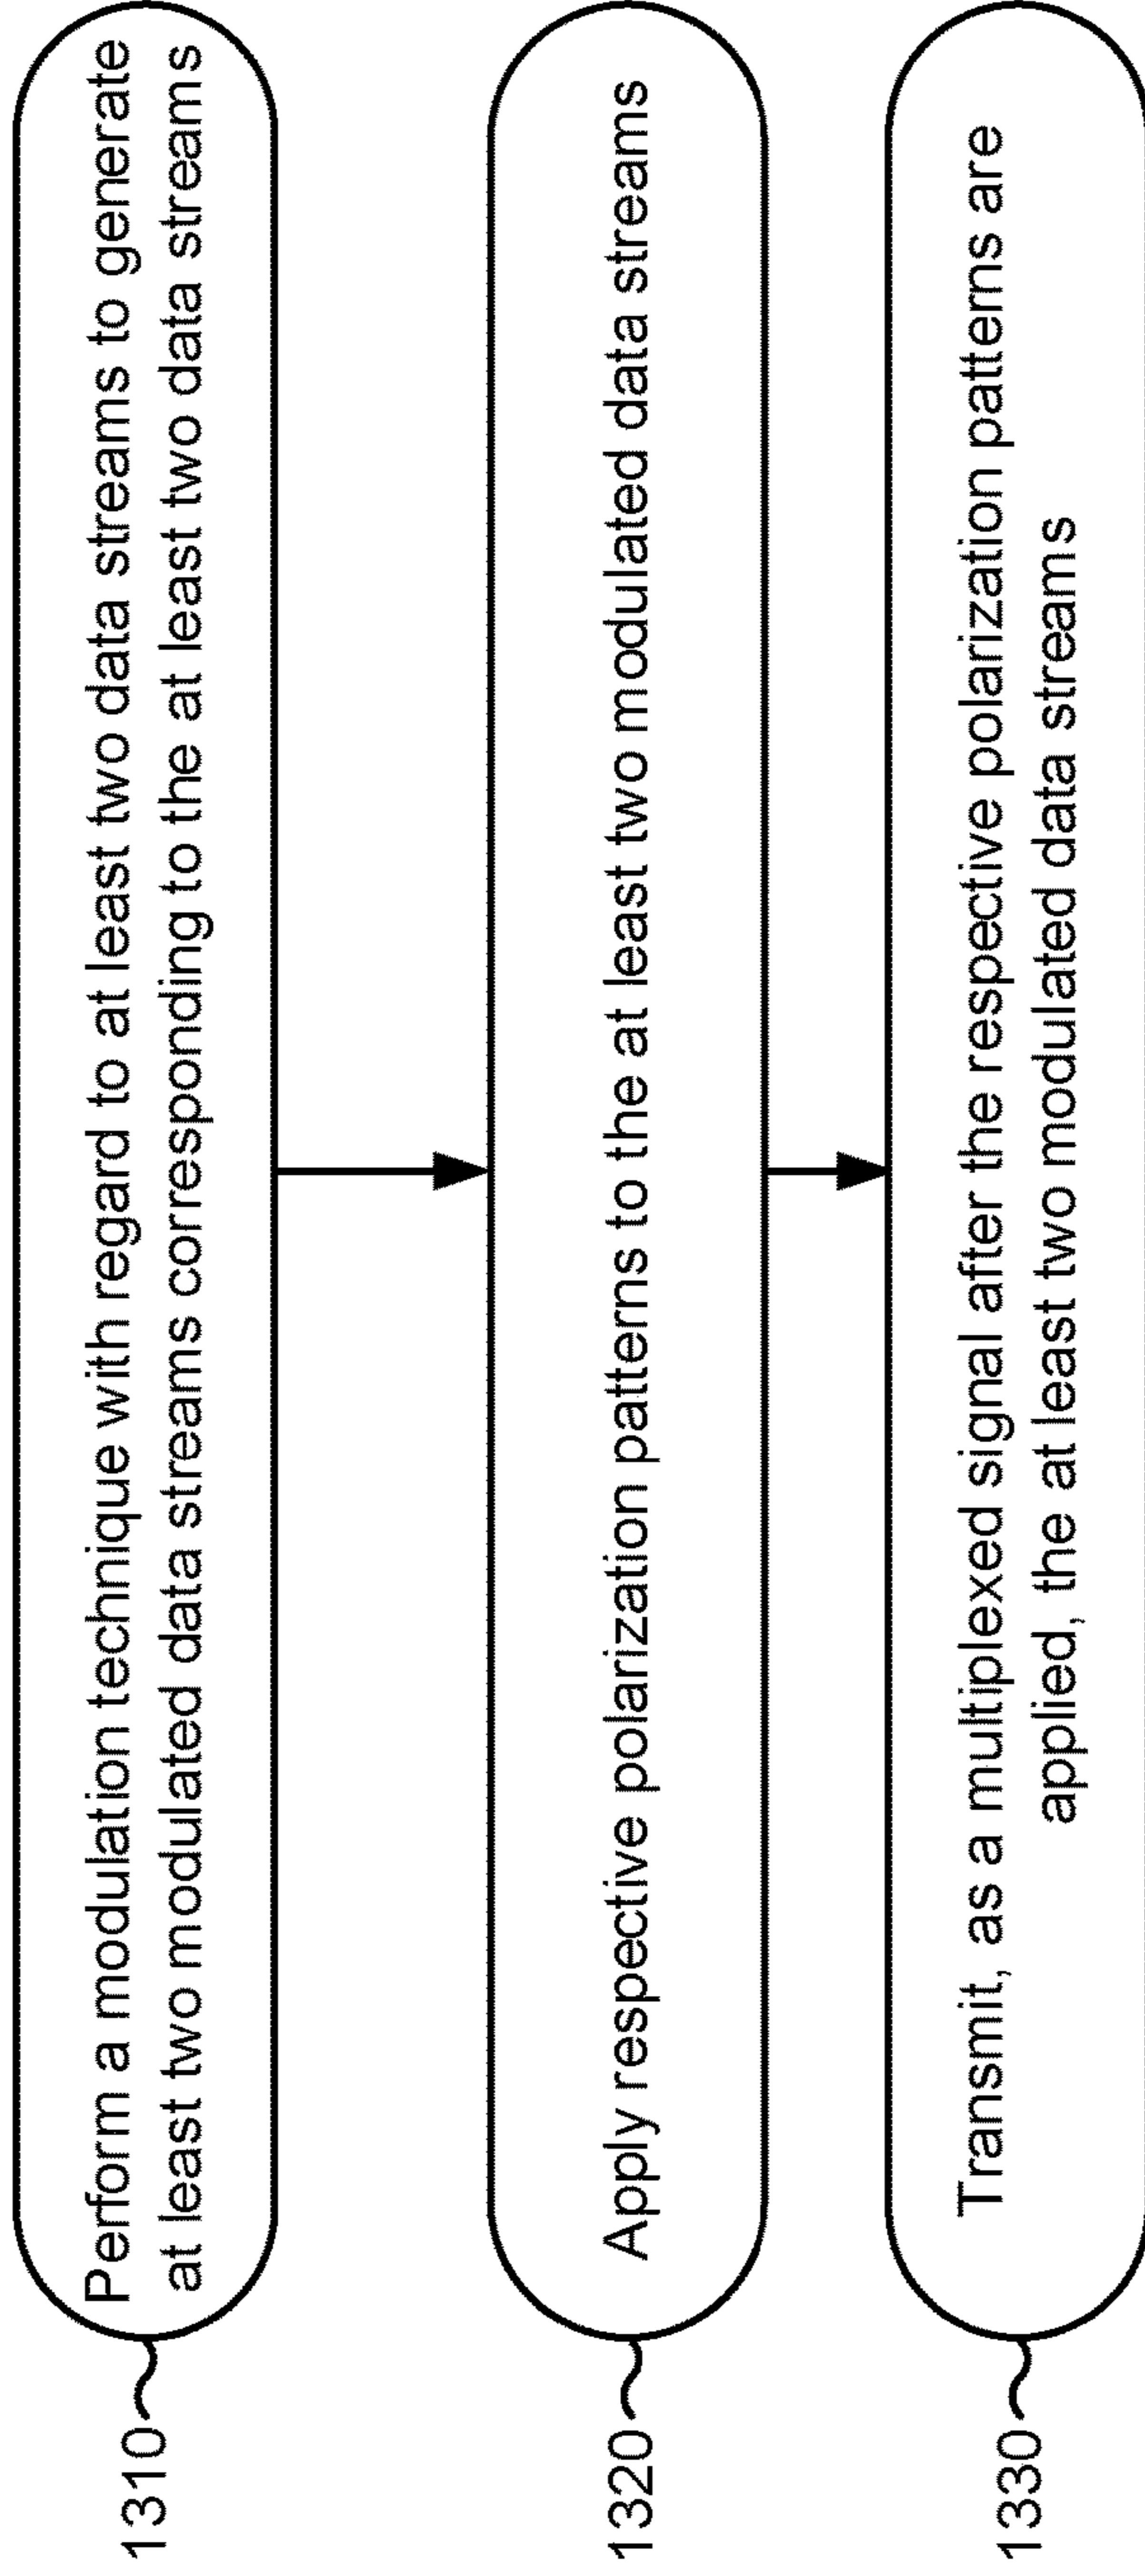 1310
Perform a modulation technique with regard to at least two data streams to generate
at least two modulated data streams corresponding to the at least two data streams
1320
Apply respective polarization patterns to the at least two modulated data streams
1330
Transmit, as a multiplexed signal after the respective polarization patterns are
applied, the at least two modulated data streams